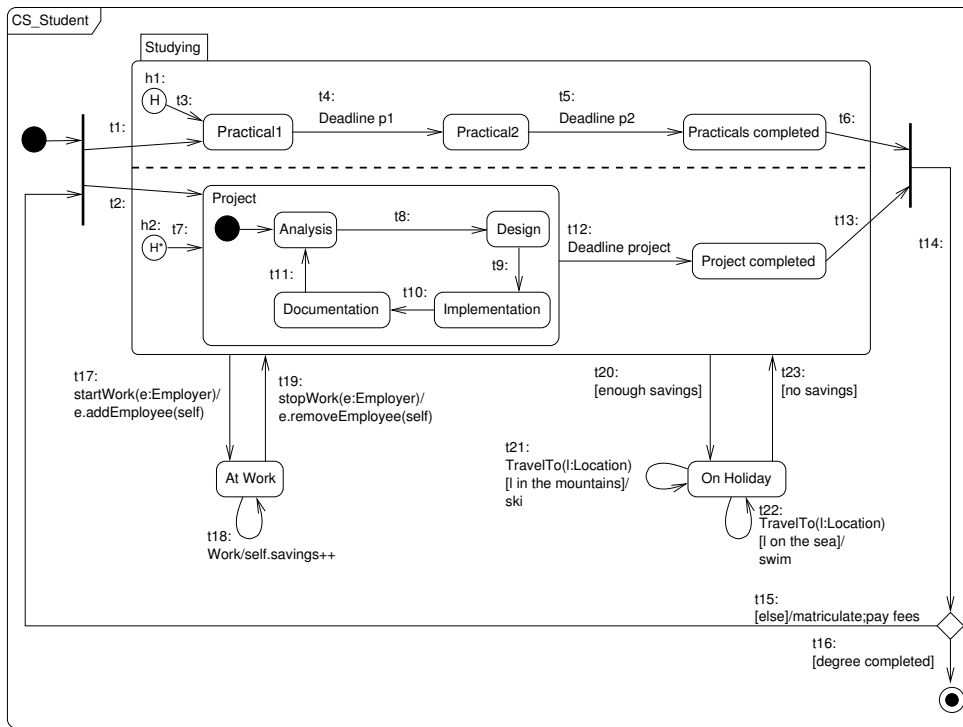 CS_Student
Studying
h1:
H
t3:
t4:
Deadline p1
t5:
Deadline p2
t6:
t1:
Practical1
Practical2
Practicals completed
t2:
Project
h2:
t7:
H*
t8:
Analysis
Design
t9:
t10:
t11:
Documentation
Implementation
t12:
Deadline project
t13:
Project completed
t14:
t17:
startWork(e:Employer)/
e.addEmployee(self)
t19:
stopWork(e:Employer)/
e.removeEmployee(self)
t20:
[enough savings]
t23:
[no savings]
At Work
t18:
Work/self.savings++
t21:
TravelTo(l:Location)
[l in the mountains]/
ski
On Holiday
t22:
TravelTo(l:Location)
[l on the sea]/
swim
t15:
[else]/matriculate;pay fees
t16:
[degree completed]